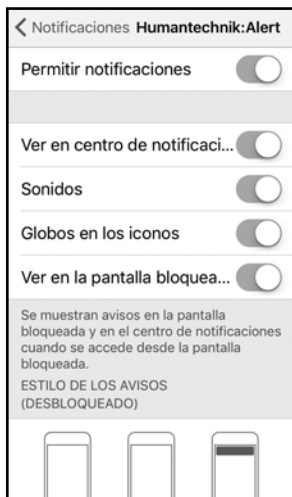 Notificaciones Humantechnik:Alert
Permitir notificaciones
Ver en centro de notificaci...
Sonidos
Globos en los iconos
Ver en la pantalla bloquea...
Se muestran avisos en la pantalla
bloqueada y en el centro de notificaciones
cuando se accede desde la pantalla
bloqueada.
ESTILO DE LOS AVISOS
(DESBLOQUEADO)